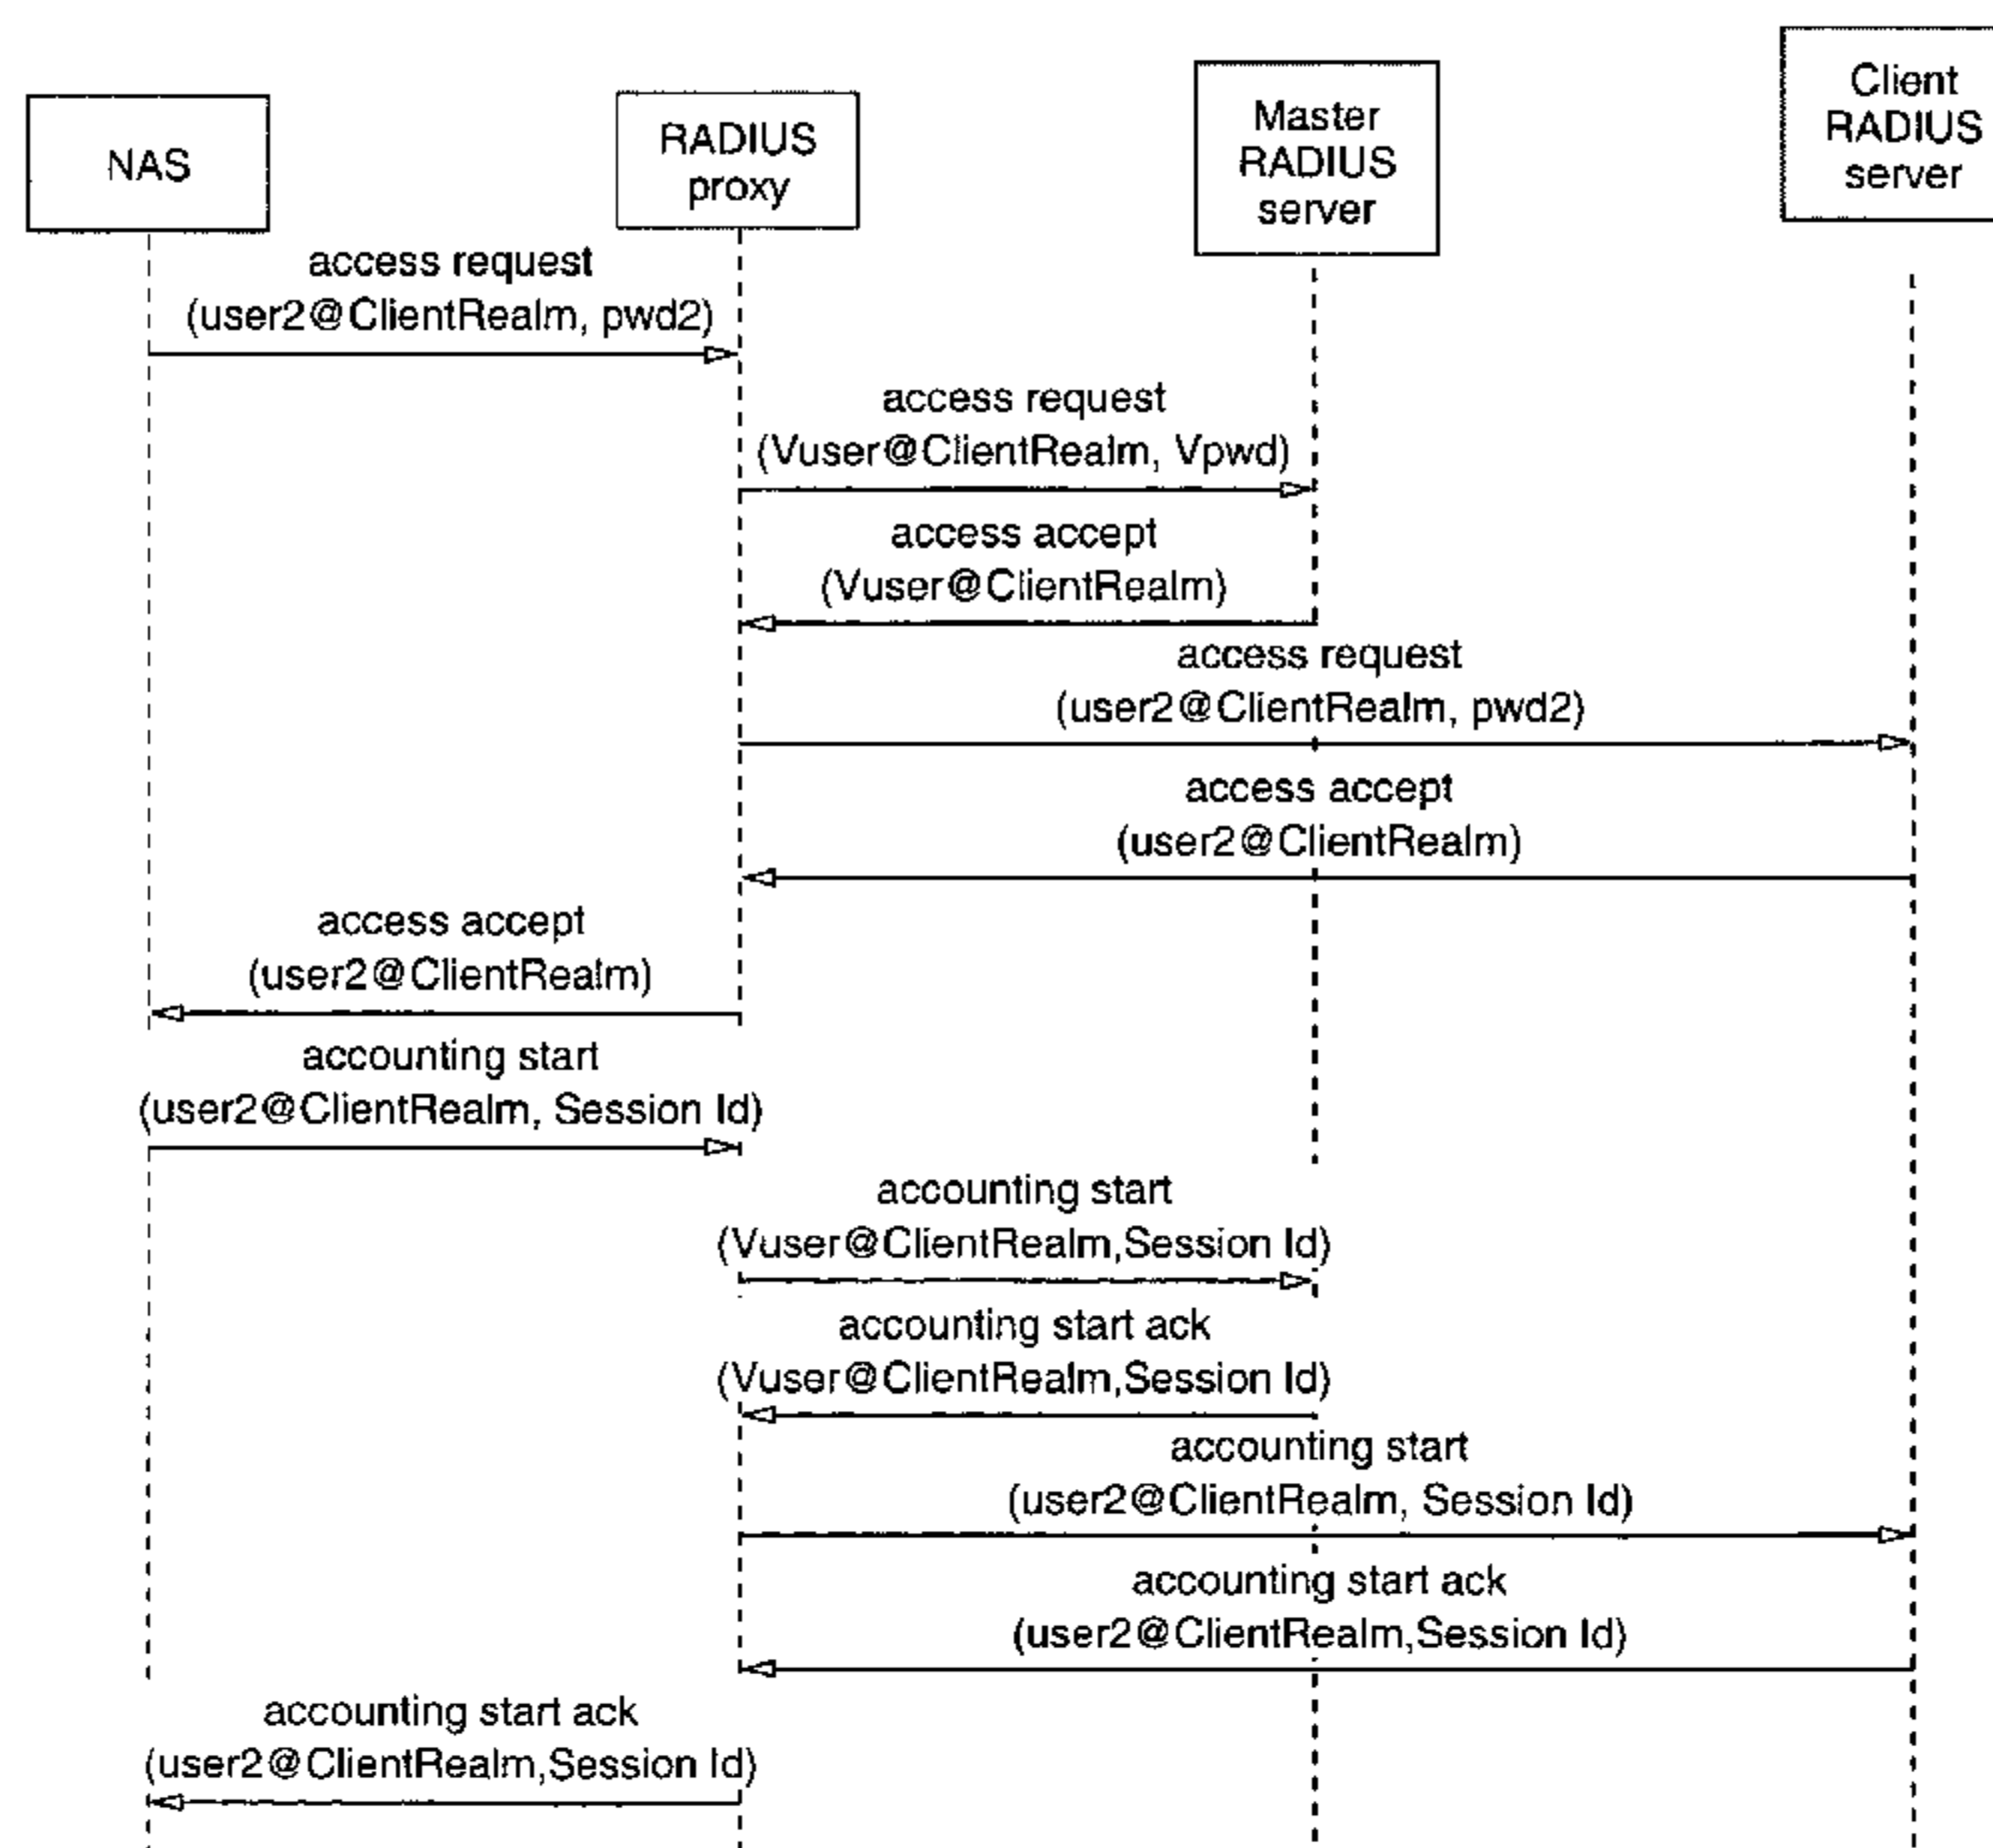 NAS
RADIUS
proxy
Master
RADIUS
server
Client
RADIUS
server
access request
(user2@ClientRealm, pwd2)
access request
(Vuser@ClientRealm, Vpwd)
access accept
(Vuser@ClientRealm)
access request
(user2@ClientRealm, pwd2)
access accept
(user2@ClientRealm)
access accept
(user2@ClientRealm)
accounting start
(user2@ClientRealm, Session Id)
accounting start
(Vuser@ClientRealm,Session Id)
accounting start ack
(Vuser@ClientRealm,Session Id)
accounting start
(user2@ClientRealm, Session Id)
accounting start ack
(user2@ClientRealm,Session Id)
accounting start ack
(user2@ClientRealm,Session Id)